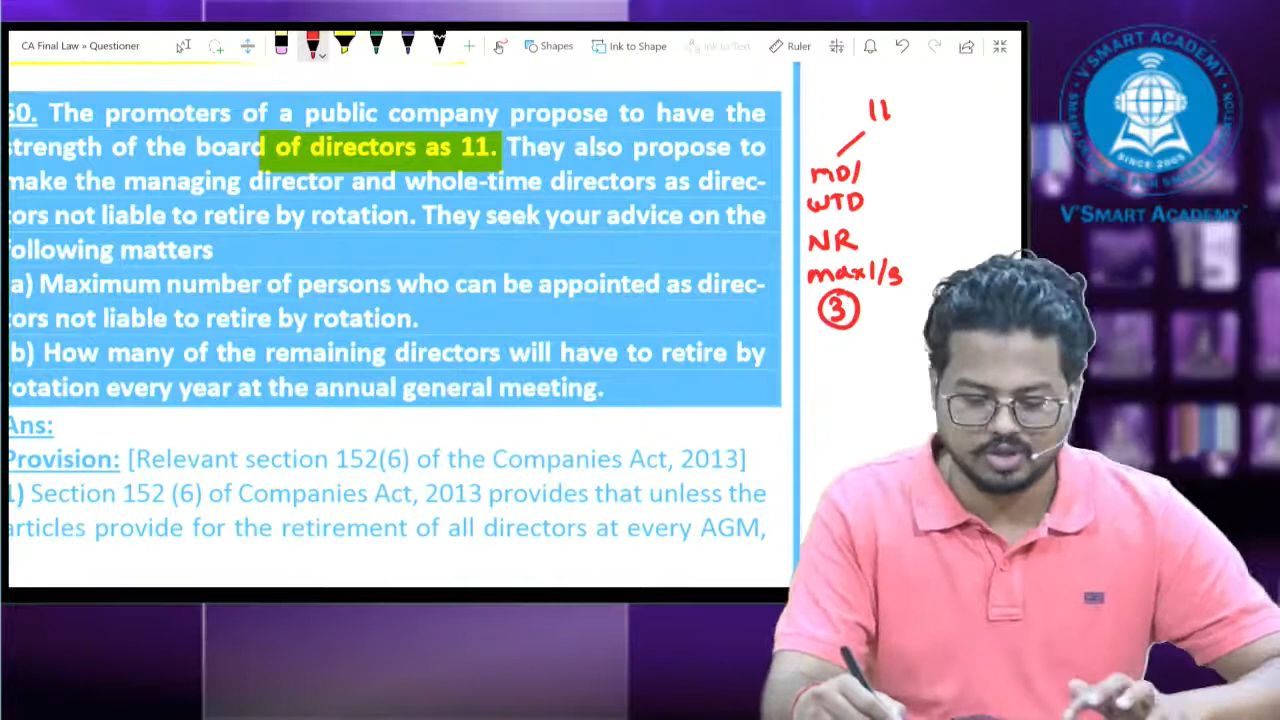 CA Final Law » Questioner
Shapes
Ink to Shape
Ink to Text
Ruler
60. The promoters of a public company propose to have the
strength of the board of directors as 11. They also propose to
make the managing director and whole-time directors as direc-
tors not liable to retire by rotation. They seek your advice on the
following matters
a) Maximum number of persons who can be appointed as direc-
tors not liable to retire by rotation.
b) How many of the remaining directors will have to retire by
rotation every year at the annual general meeting.
Ans:
Provision: [Relevant section 152(6) of the Companies Act, 2013]
1) Section 152 (6) of Companies Act, 2013 provides that unless the
articles provide for the retirement of all directors at every AGM,
11
MD/
WTD
NR
max 1/3
3
V'SMART ACADEMY
SINCE 2005
V'SMART ACADEMY